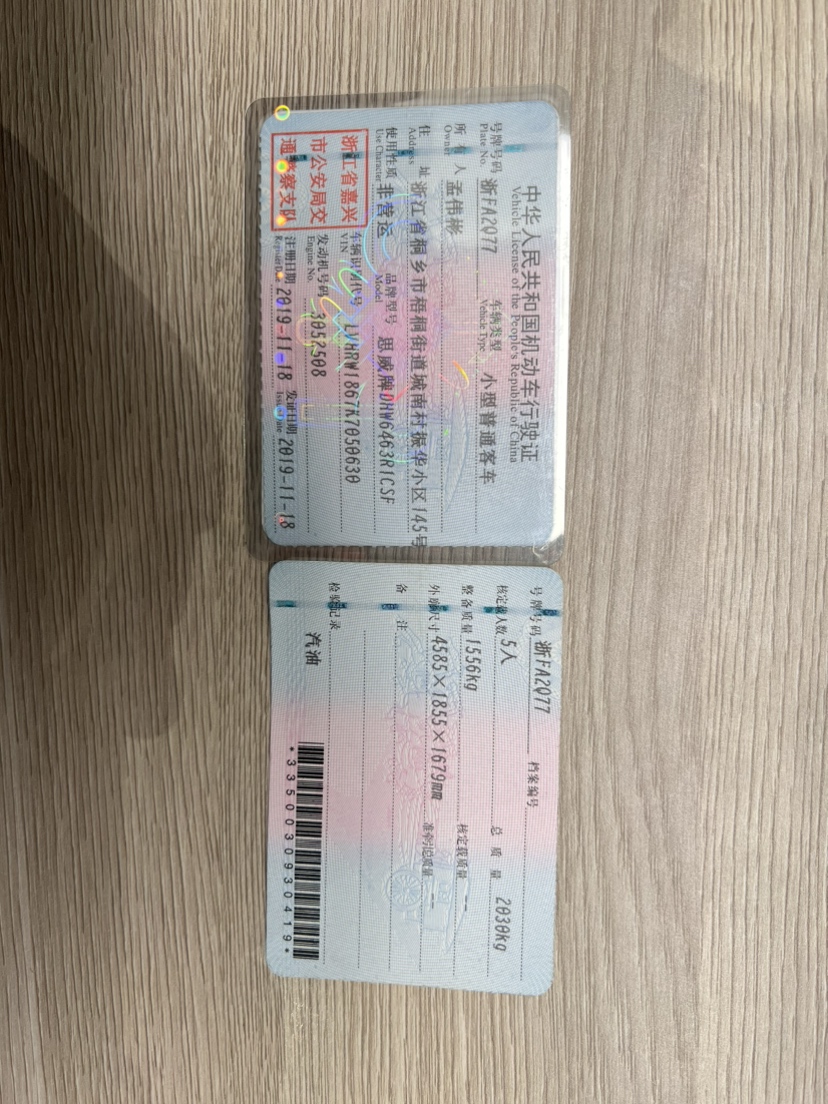 中华人民共和国机动车行驶证
Vehicle License of the People's Republic of China
号牌号码 浙FA2Q77 车辆类型 小型普通客车
Plate No. Vehicle Type
所有人 孟伟彬
Owner
住址 浙江省桐乡市梧桐街道城南村振华小区145号
Address
使用性质 非营运 品牌型号 思威牌DHW6463R1CSF
Use Character Model
浙江省嘉兴
市公安局交
通警察支队
车辆识别代号 LVHRW1867K7050630
VIN
发动机号码 3052508
Engine No.
注册日期 2019-11-18 发证日期 2019-11-18
Register Date Issue Date
号牌号码 浙FA2Q77 档案编号
核定载人数 5人 总质量 2030kg
整备质量 1556kg 核定载质量 --
外廓尺寸 4585×1855×1679mm 准牵引总质量 --
备注
检验记录
汽油
*3350030930419*